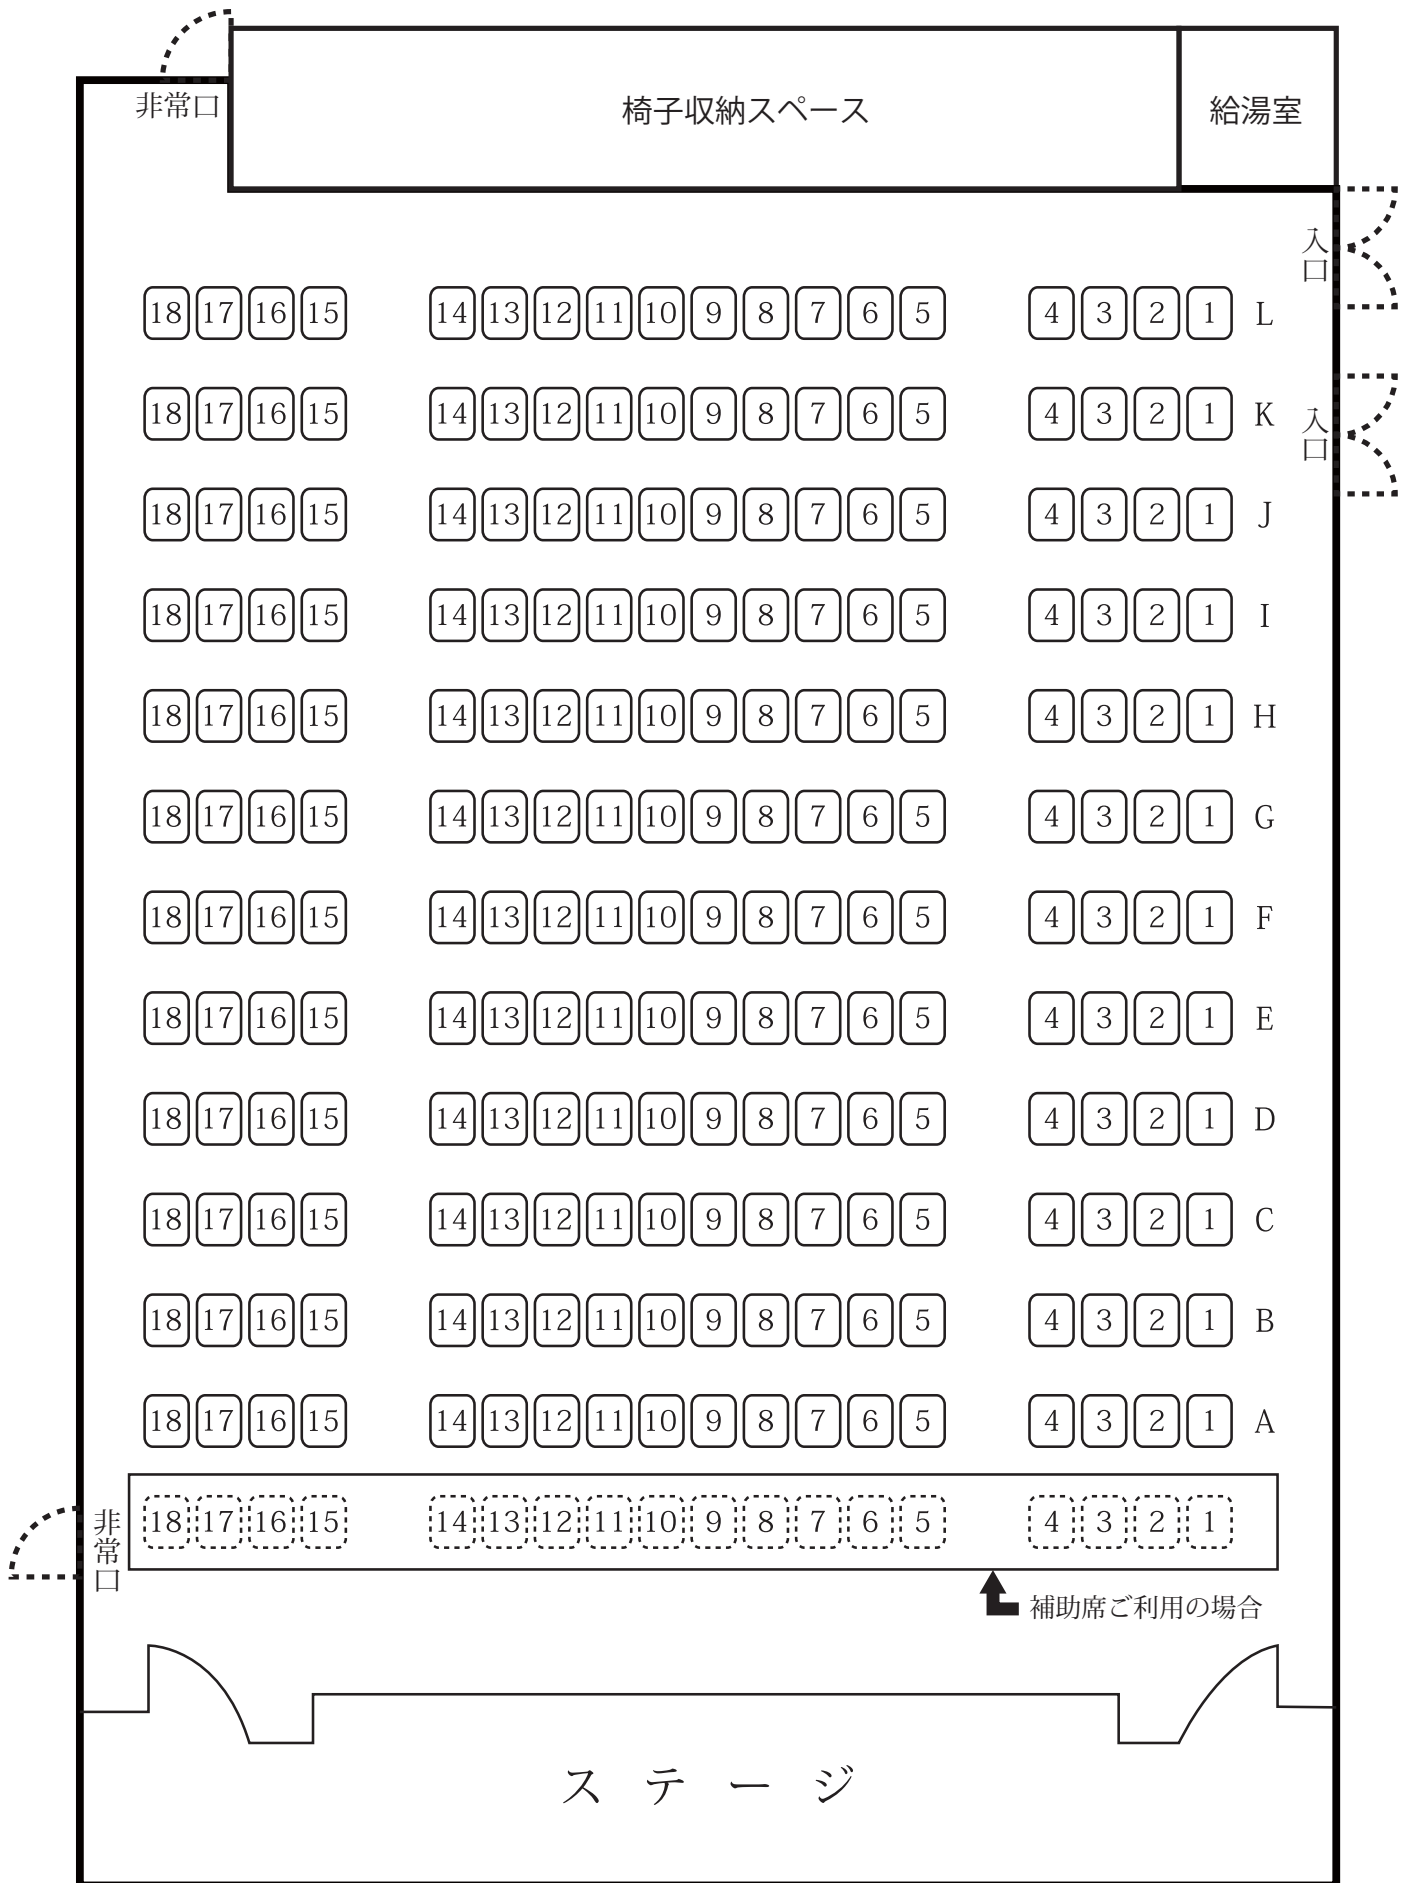 非常口
椅子収納スペース
給湯室
入口
18 17 16 15 14 13 12 11 10 9 8 7 6 5 4 3 2 1 L
18 17 16 15 14 13 12 11 10 9 8 7 6 5 4 3 2 1 K
入口
18 17 16 15 14 13 12 11 10 9 8 7 6 5 4 3 2 1 J
18 17 16 15 14 13 12 11 10 9 8 7 6 5 4 3 2 1 I
18 17 16 15 14 13 12 11 10 9 8 7 6 5 4 3 2 1 H
18 17 16 15 14 13 12 11 10 9 8 7 6 5 4 3 2 1 G
18 17 16 15 14 13 12 11 10 9 8 7 6 5 4 3 2 1 F
18 17 16 15 14 13 12 11 10 9 8 7 6 5 4 3 2 1 E
18 17 16 15 14 13 12 11 10 9 8 7 6 5 4 3 2 1 D
18 17 16 15 14 13 12 11 10 9 8 7 6 5 4 3 2 1 C
18 17 16 15 14 13 12 11 10 9 8 7 6 5 4 3 2 1 B
18 17 16 15 14 13 12 11 10 9 8 7 6 5 4 3 2 1 A
非常口
18 17 16 15 14 13 12 11 10 9 8 7 6 5 4 3 2 1
補助席ご利用の場合
ステージ